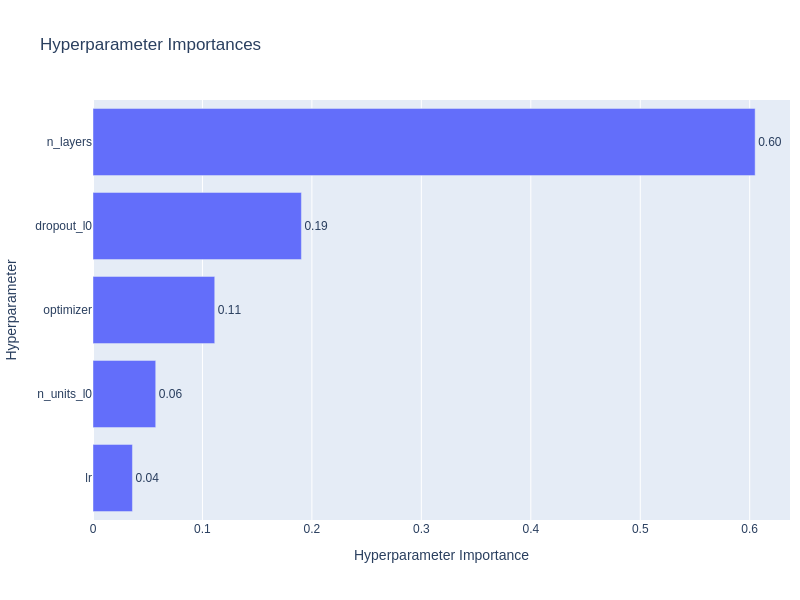 Hyperparameter Importances
n_layers
0.60
dropout_l0
0.19
optimizer
0.11
n_units_l0
0.06
lr
0.04
Hyperparameter
0 0.1 0.2 0.3 0.4 0.5 0.6
Hyperparameter Importance